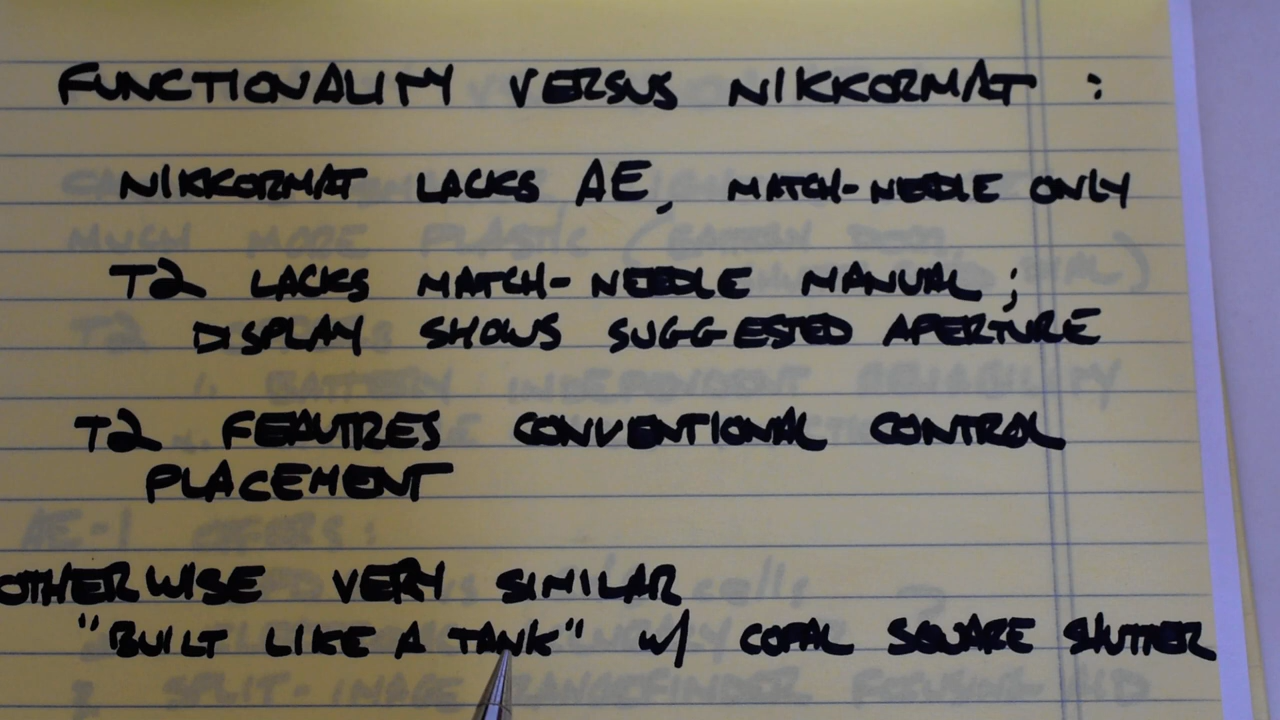 FUNCTIONALITY VERSUS NIKKORMAT :
NIKKORMAT LACKS AE, MATCH-NEEDLE ONLY
T2 LACKS MATCH-NEEDLE MANUAL ;
DISPLAY SHOWS SUGGESTED APERTURE
T2 FEAUTRES CONVENTIONAL CONTROL
PLACEMENT
OTHERWISE VERY SIMILAR
"BUILT LIKE A TANK" W/ COPAL SQUARE SHUTTER